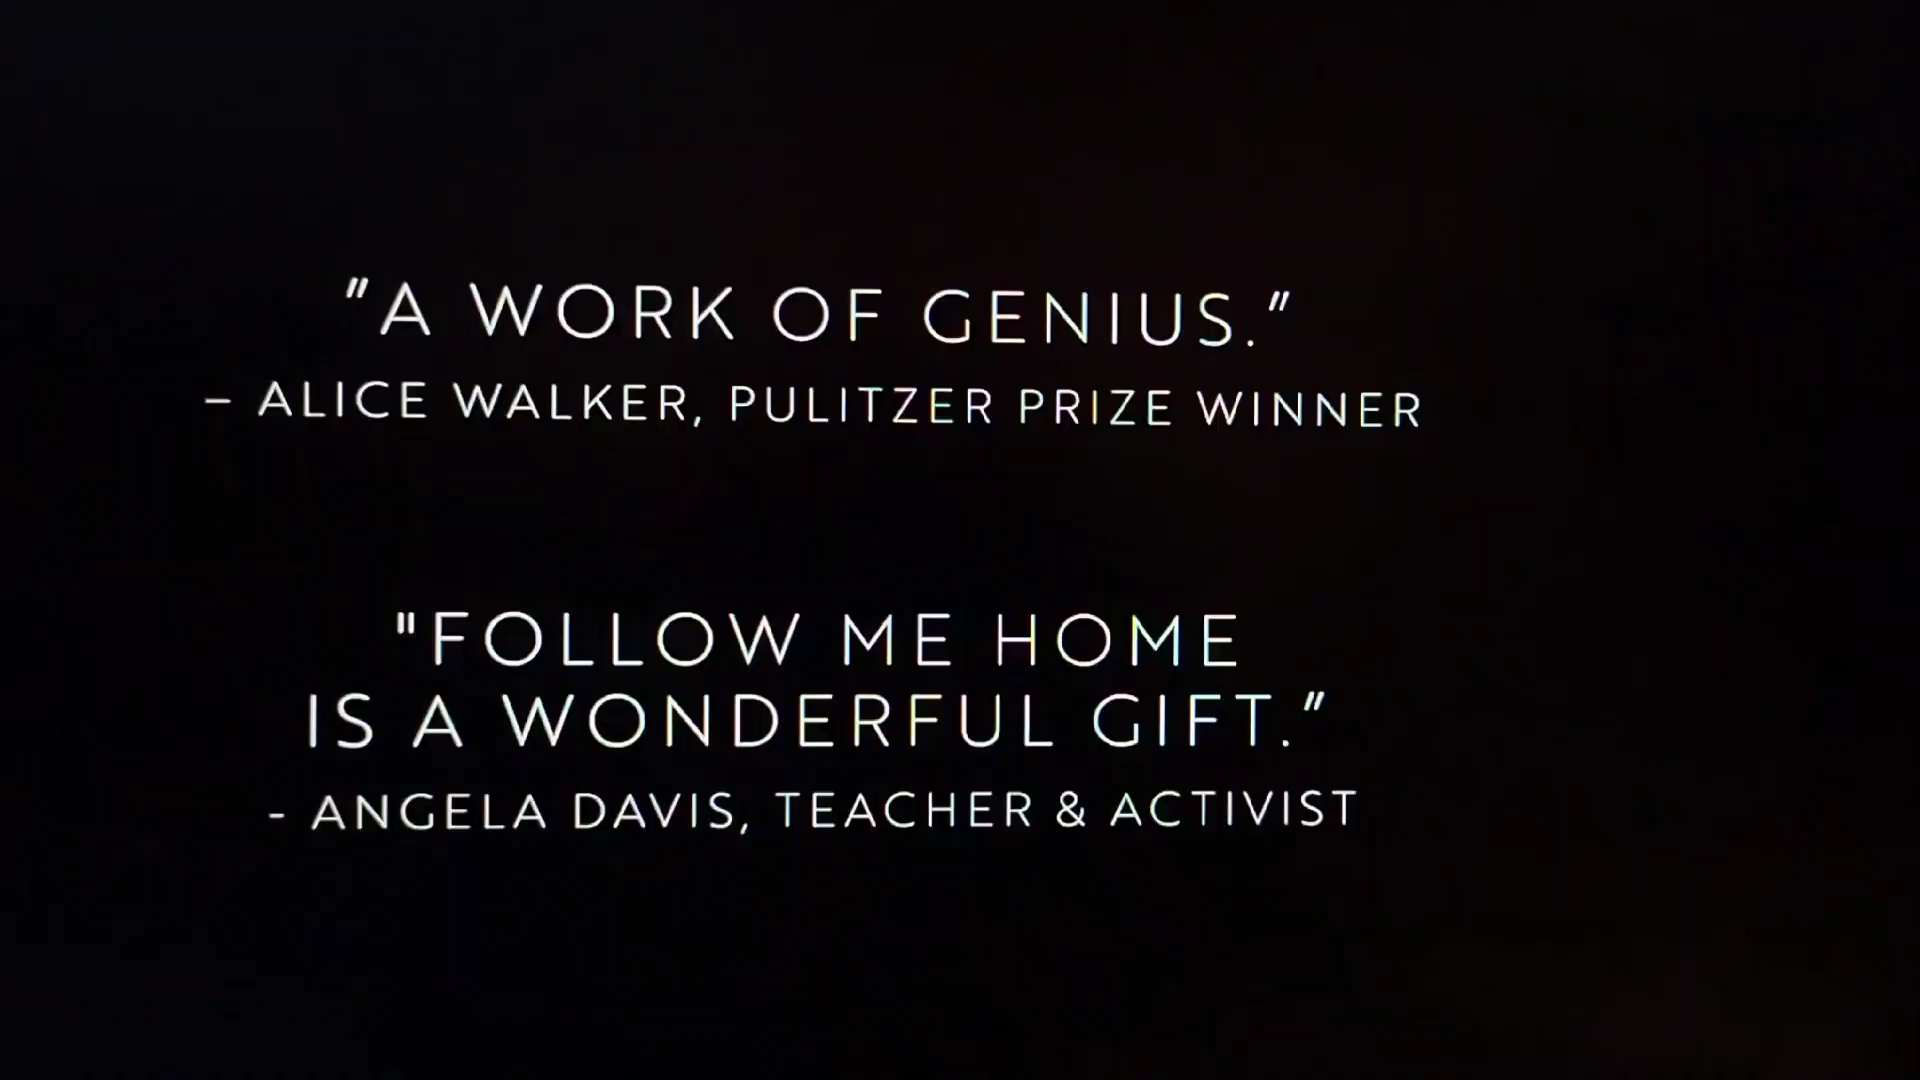 "A WORK OF GENIUS."
– ALICE WALKER, PULITZER PRIZE WINNER
"FOLLOW ME HOME
IS A WONDERFUL GIFT."
- ANGELA DAVIS, TEACHER & ACTIVIST